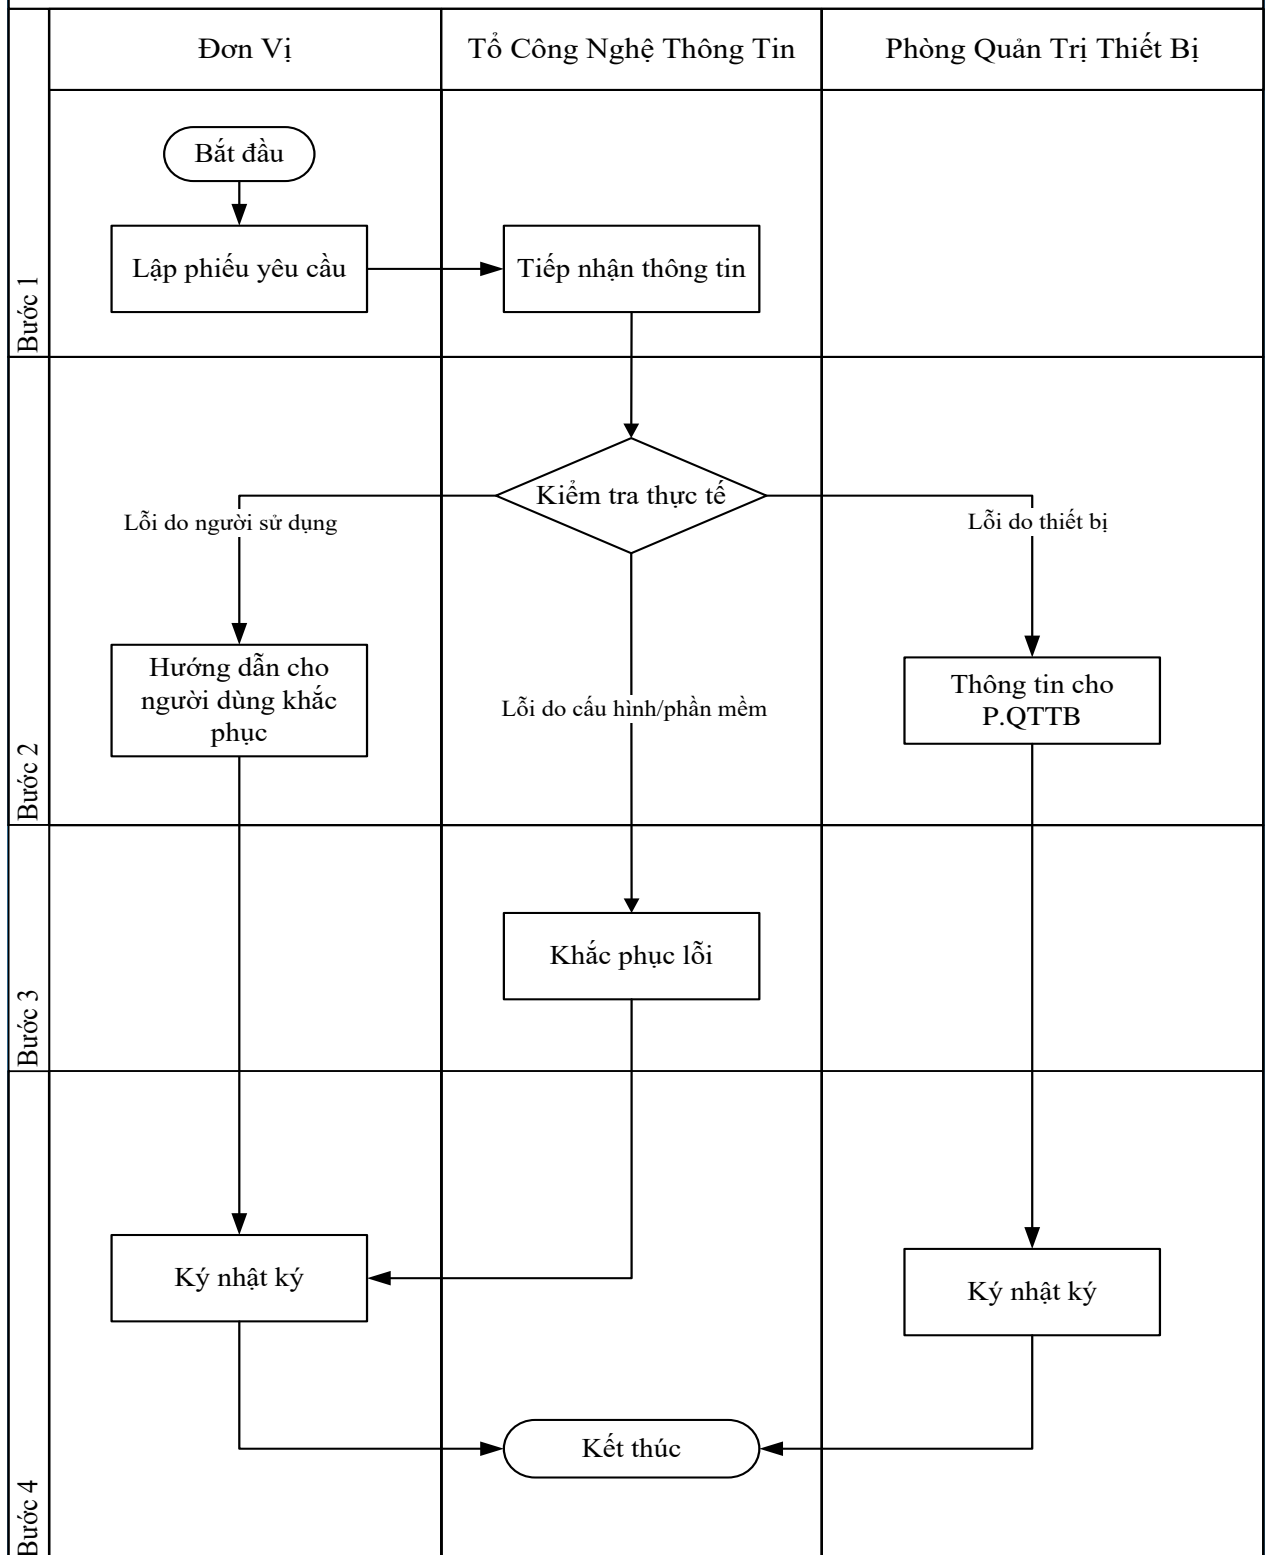 Đơn Vị
Tổ Công Nghệ Thông Tin
Phòng Quản Trị Thiết Bị
Bước 1
Bắt đầu
Lập phiếu yêu cầu
Tiếp nhận thông tin
Bước 2
Kiểm tra thực tế
Lỗi do người sử dụng
Lỗi do thiết bị
Hướng dẫn cho
người dùng khắc
phục
Lỗi do cấu hình/phần mềm
Thông tin cho
P.QTTB
Bước 3
Khắc phục lỗi
Bước 4
Ký nhật ký
Ký nhật ký
Kết thúc